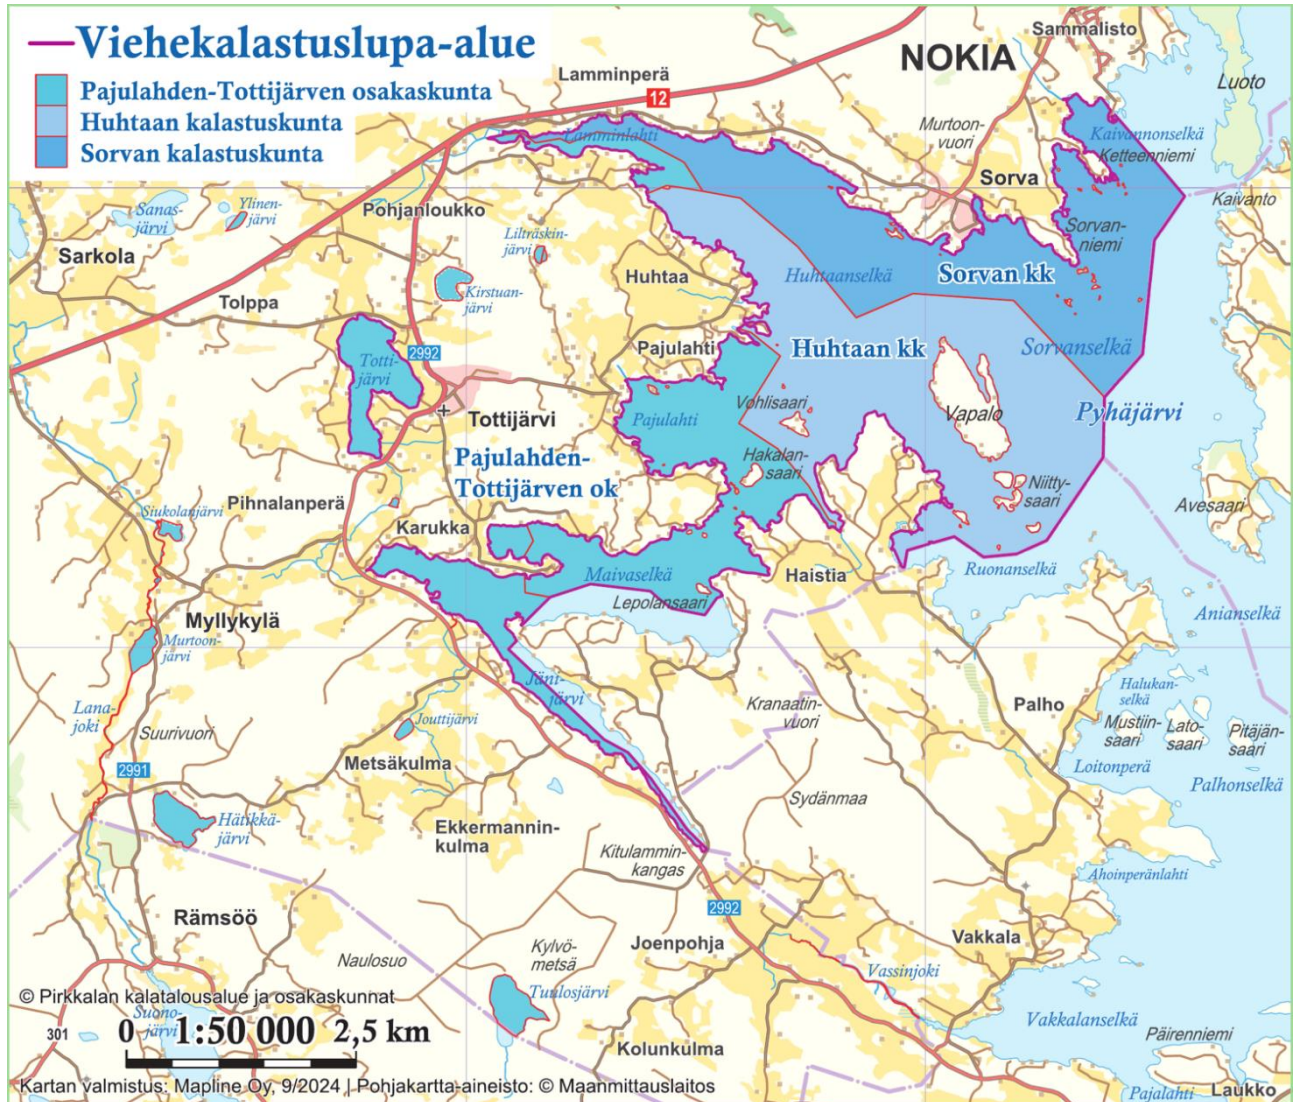 Viehekalastuslupa-alue
Pajulahden-Tottijärven osakaskunta
Huhtaan kalastuskunta
Sorvan kalastuskunta
Lamminperä
12
NOKIA
Sammalisto
Luoto
Lamminlahti
Murtoon-
vuori
Kaivannonselkä
Ketteenniemi
Sorva
Kaivanto
Sanas-
järvi
Ylinen-
järvi
Pohjanloukko
Sarkola
Liltråskin-
järvi
Sorvan-
niemi
Huhtaa
Huhtaanselkä
Sorvan kk
Tolppa
Kirstuan-
järvi
2992
Totti-
järvi
Pajulahti
Huhtaan kk
Sorvanselkä
Pajulahti
Vohlisaari
Vapalo
Pyhäjärvi
Tottijärvi
Pajulahden-
Tottijärven ok
Hakalan-
saari
Niitty-
saari
Avesaari
Pihnalanperä
Siukolanjärvi
Karukka
Maivaselkä
Haistia
Ruonanselkä
Lepolansaari
Anianselkä
Myllykylä
Murtoon-
järvi
Jäni-
järvi
Lana-
joki
Suurivuori
Jouttijärvi
Kranaatin-
vuori
Palho
Halukan-
selkä
Mustiin-
saari
Lato-
saari
Pitäjän-
saari
Metsäkulma
2991
Loitonperä
Palhonselkä
Sydänmaa
Hätikkä-
järvi
Ekkermannin-
kulma
Kitulammin-
kangas
Ahoinperänlahti
2992
Rämsöö
Joenpohja
Vakkala
Kylvö-
metsä
Naulosuo
Vassinjoki
Tuulosjärvi
© Pirkkalan kalatalousalue ja osakaskunnat
Suono-
järvi
301
0 1:50 000 2,5 km
Vakkalanselkä
Päirenniemi
Kolunkulma
Kartan valmistus: Mapline Oy, 9/2024 | Pohjakartta-aineisto: © Maanmittauslaitos
Pajalahti
Laukko